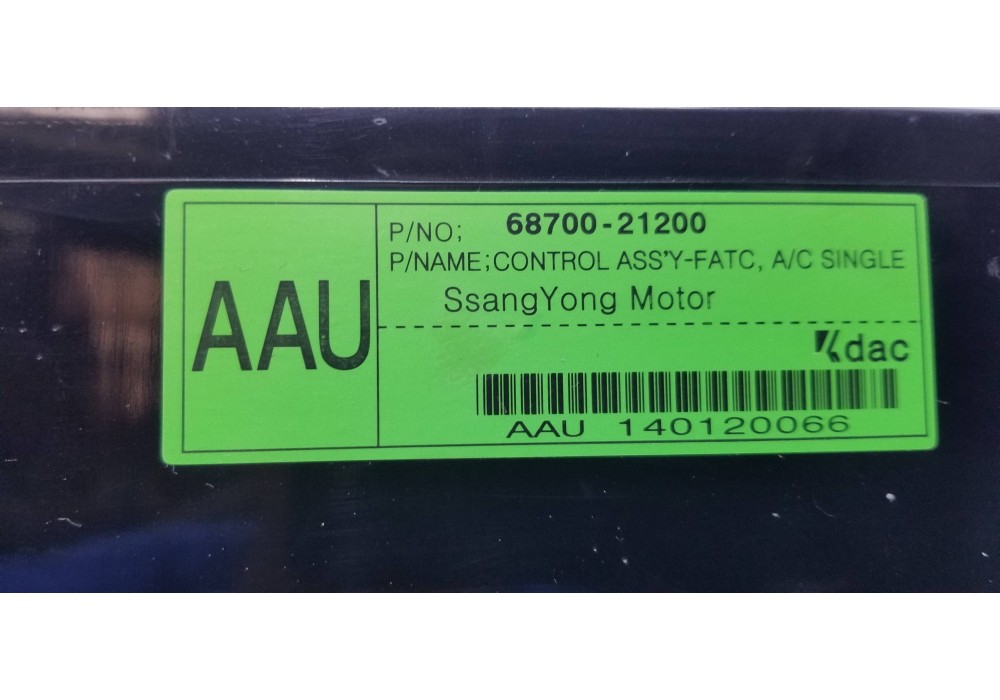 AAU
P/NO; 68700-21200
P/NAME;CONTROL ASS'Y-FATC, A/C SINGLE
SsangYong Motor
dac
AAU 140120066